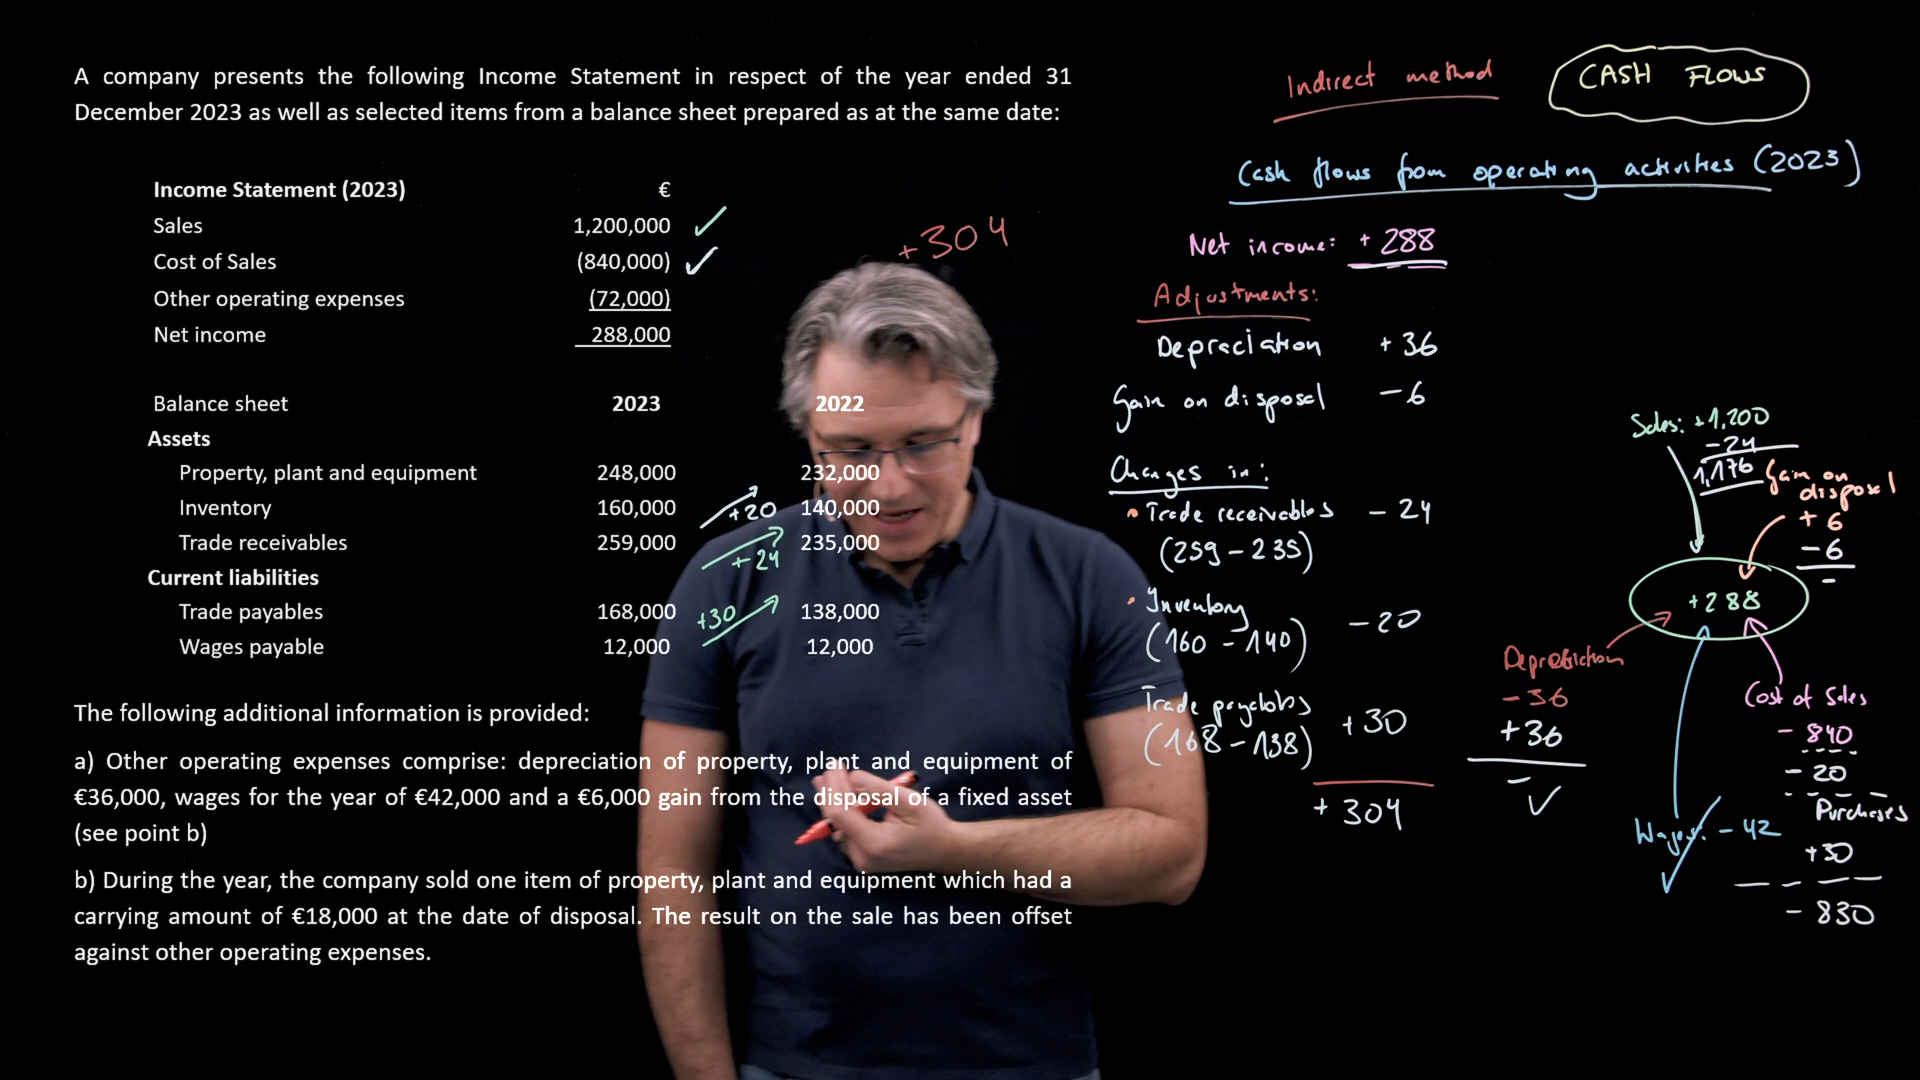 A company presents the following Income Statement in respect of the year ended 31
December 2023 as well as selected items from a balance sheet prepared as at the same date:
Income Statement (2023) €
Sales 1,200,000 ✓
Cost of Sales (840,000) ✓
Other operating expenses (72,000)
Net income 288,000
+304
Balance sheet 2023 2022
Assets
Property, plant and equipment 248,000 232,000
Inventory 160,000 +20 140,000
Trade receivables 259,000 +24 235,000
Current liabilities
Trade payables 168,000 +30 138,000
Wages payable 12,000 12,000
The following additional information is provided:
a) Other operating expenses comprise: depreciation of property, plant and equipment of
€36,000, wages for the year of €42,000 and a €6,000 gain from the disposal of a fixed asset
(see point b)
b) During the year, the company sold one item of property, plant and equipment which had a
carrying amount of €18,000 at the date of disposal. The result on the sale has been offset
against other operating expenses.
Indirect method
CASH FLOWS
Cash flows from operating activities (2023)
Net income: + 288
Adjustments:
Depreciation + 36
Gain on disposal - 6
Changes in:
• Trade receivables - 24
(259 - 235)
• Inventory - 20
(160 - 140)
Trade payables + 30
(168 - 138)
+ 304
Sales: +1,200
- 24
1,176
Gain on
disposal
+ 6
- 6
-
+288
Depreciation
- 36
+36
- ✓
Cost of Sales
- 840
- 20
Purchases
+30
- 830
Wages: - 42
✓